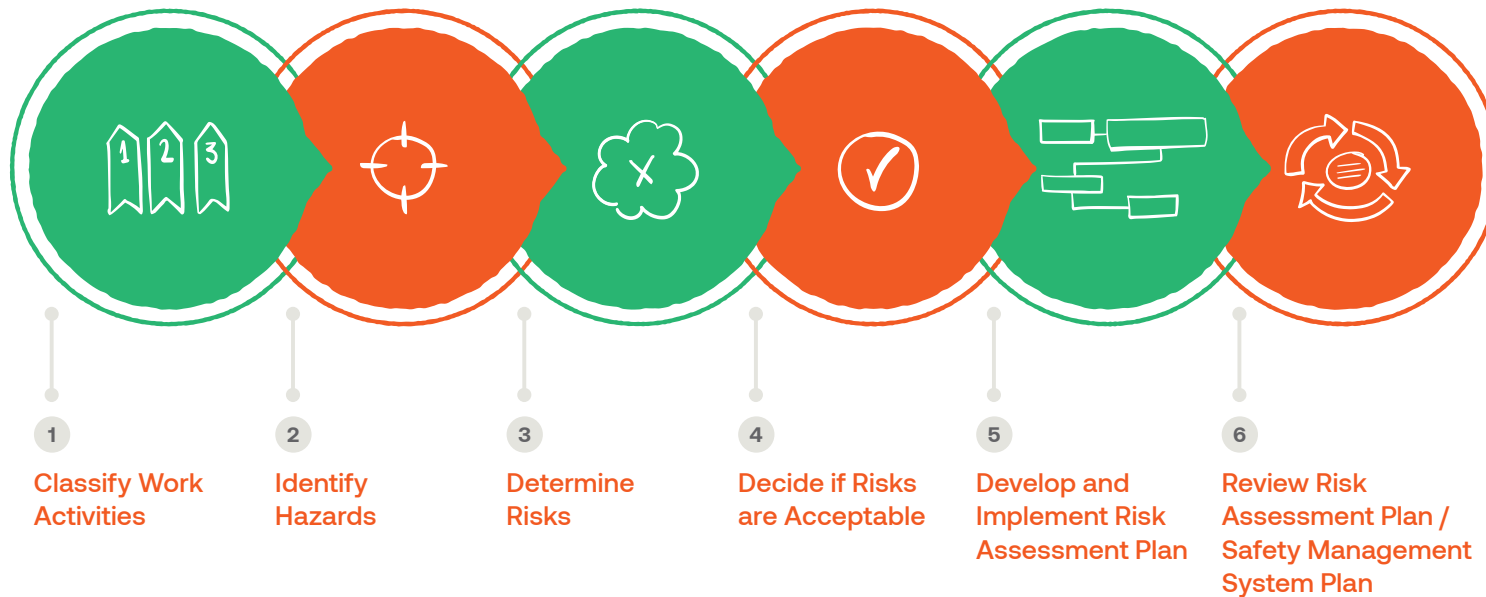 1 2 3
X
1
Classify Work
Activities
2
Identify
Hazards
3
Determine
Risks
4
Decide if Risks
are Acceptable
5
Develop and
Implement Risk
Assessment Plan
6
Review Risk
Assessment Plan /
Safety Management
System Plan